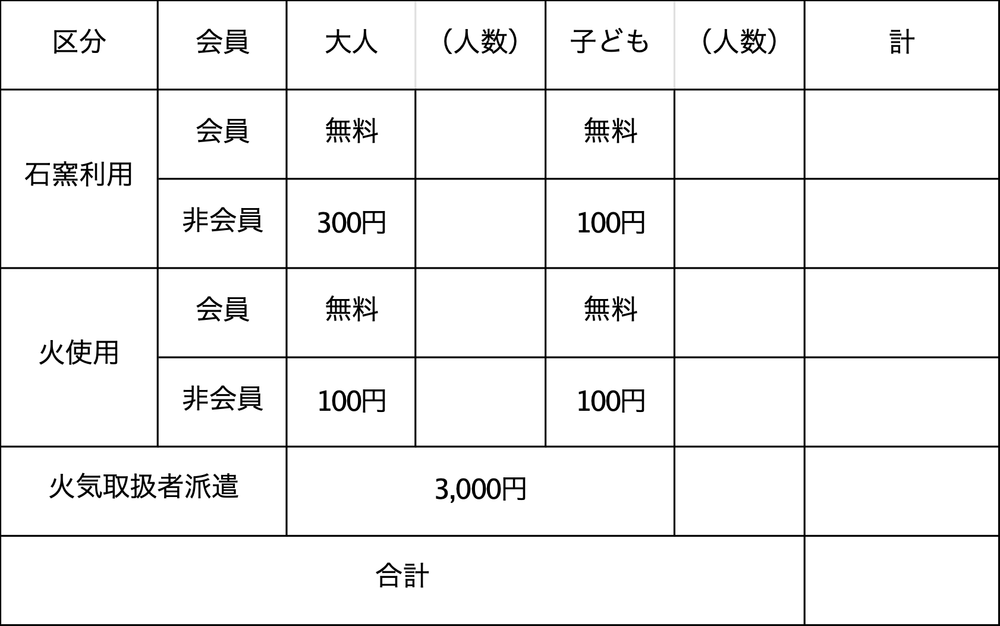 区分 会員 大人 （人数） 子ども （人数） 計
石窯利用
会員 無料 無料
非会員 300円 100円
火使用
会員 無料 無料
非会員 100円 100円
火気取扱者派遣 3,000円
合計